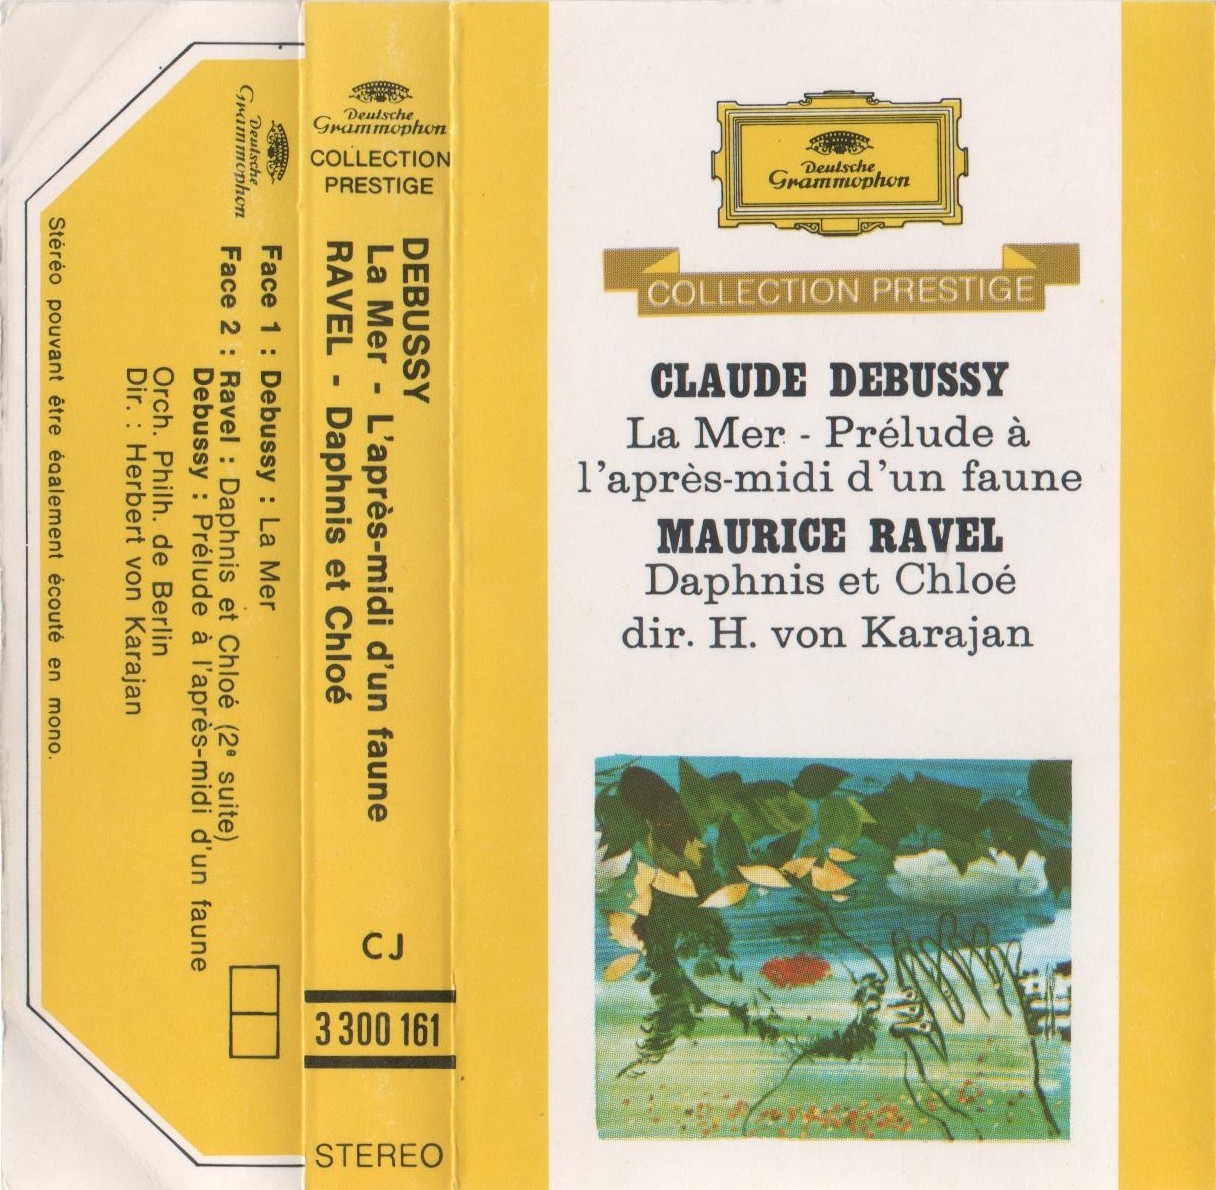 Deutsche
Grammophon
Face 1 : Debussy : La Mer
Face 2 : Ravel : Daphnis et Chloé (2e suite)
Debussy : Prélude à l'après-midi d'un faune
Orch. Philh. de Berlin
Dir. : Herbert von Karajan
Stéréo pouvant être également écouté en mono.
Deutsche
Grammophon
COLLECTION
PRESTIGE
DEBUSSY
La Mer - L'après-midi d'un faune
RAVEL - Daphnis et Chloé
CJ
3300 161
STEREO
Deutsche
Grammophon
COLLECTION PRESTIGE
CLAUDE DEBUSSY
La Mer - Prélude à
l'après-midi d'un faune
MAURICE RAVEL
Daphnis et Chloé
dir. H. von Karajan